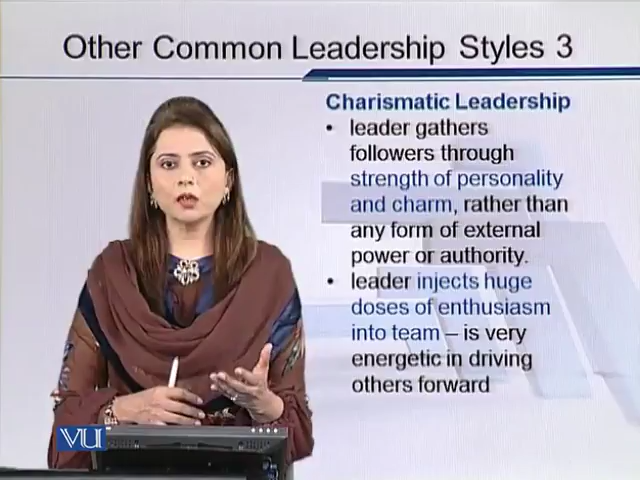 Other Common Leadership Styles 3
Charismatic Leadership
• leader gathers
followers through
strength of personality
and charm, rather than
any form of external
power or authority.
• leader injects huge
doses of enthusiasm
into team – is very
energetic in driving
others forward
VU